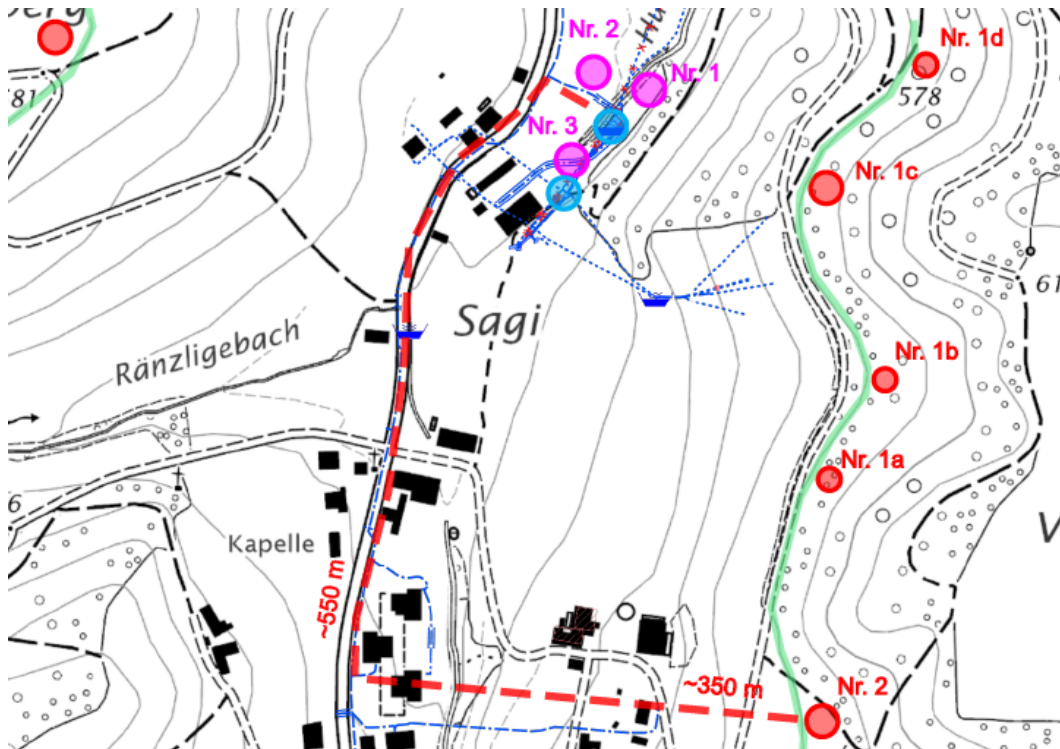 Nr. 2
Nr. 1
Nr. 1d
581
578
Nr. 3
Nr. 1c
Sagi
Ränzligebach
Nr. 1b
Nr. 1a
Kapelle
~550 m
~350 m
Nr. 2